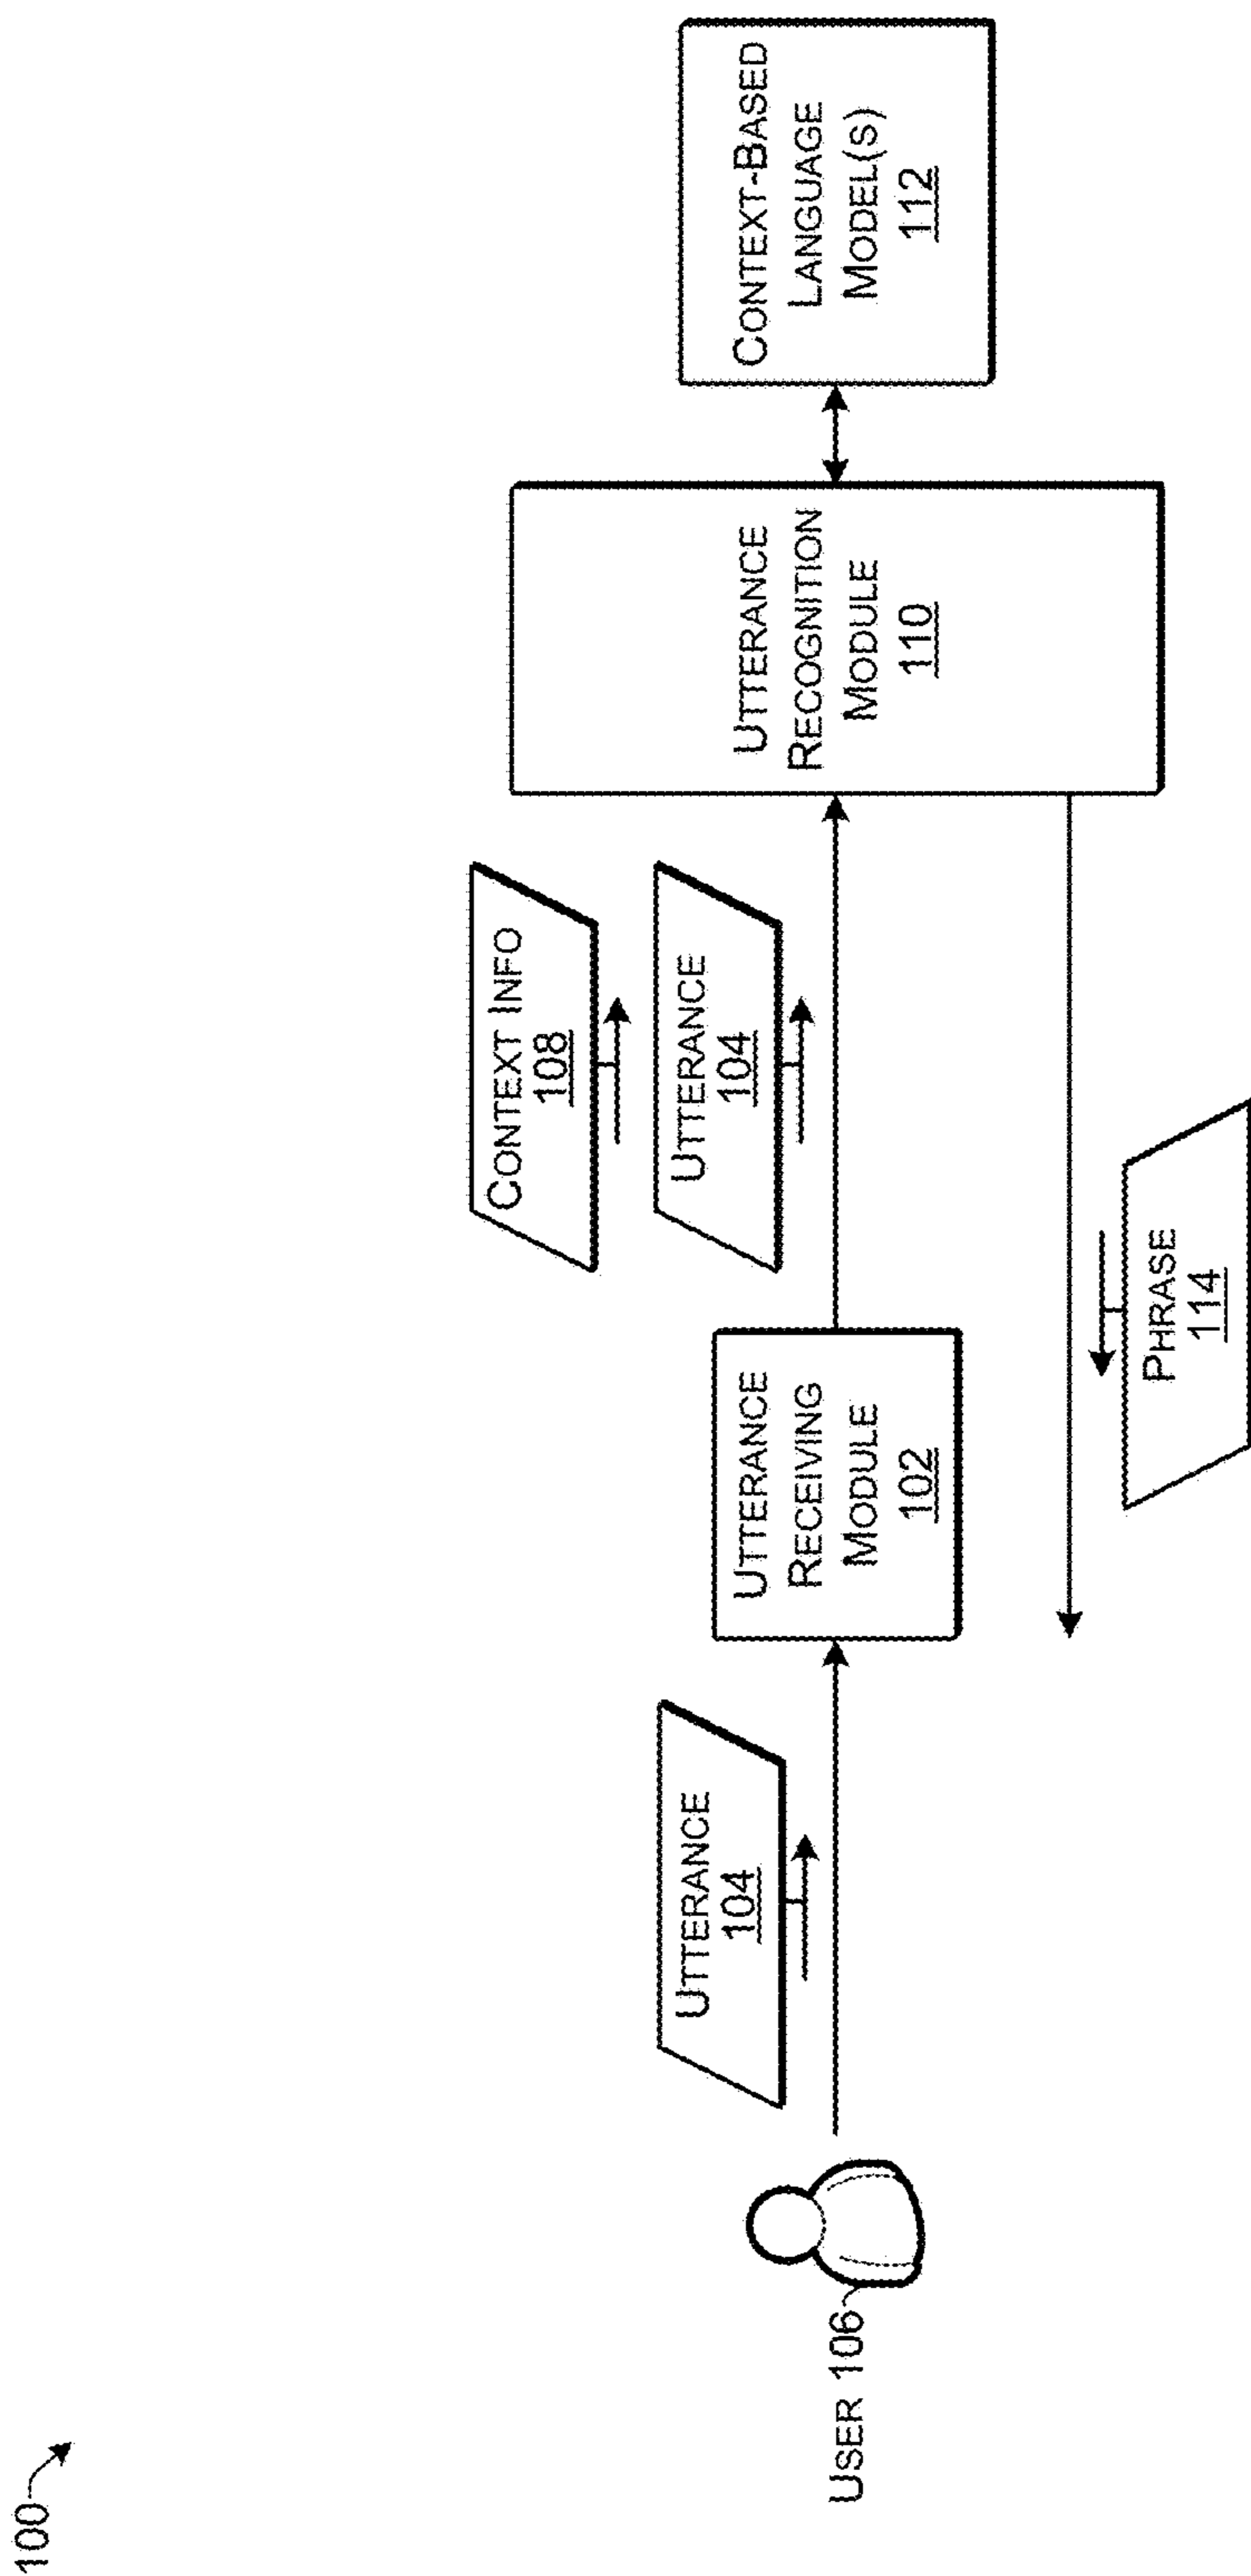 100
USER 106
UTTERANCE
104
UTTERANCE
RECEIVING
MODULE
102
CONTEXT INFO
108
UTTERANCE
104
PHRASE
114
UTTERANCE
RECOGNITION
MODULE
110
CONTEXT-BASED
LANGUAGE
MODEL(S)
112